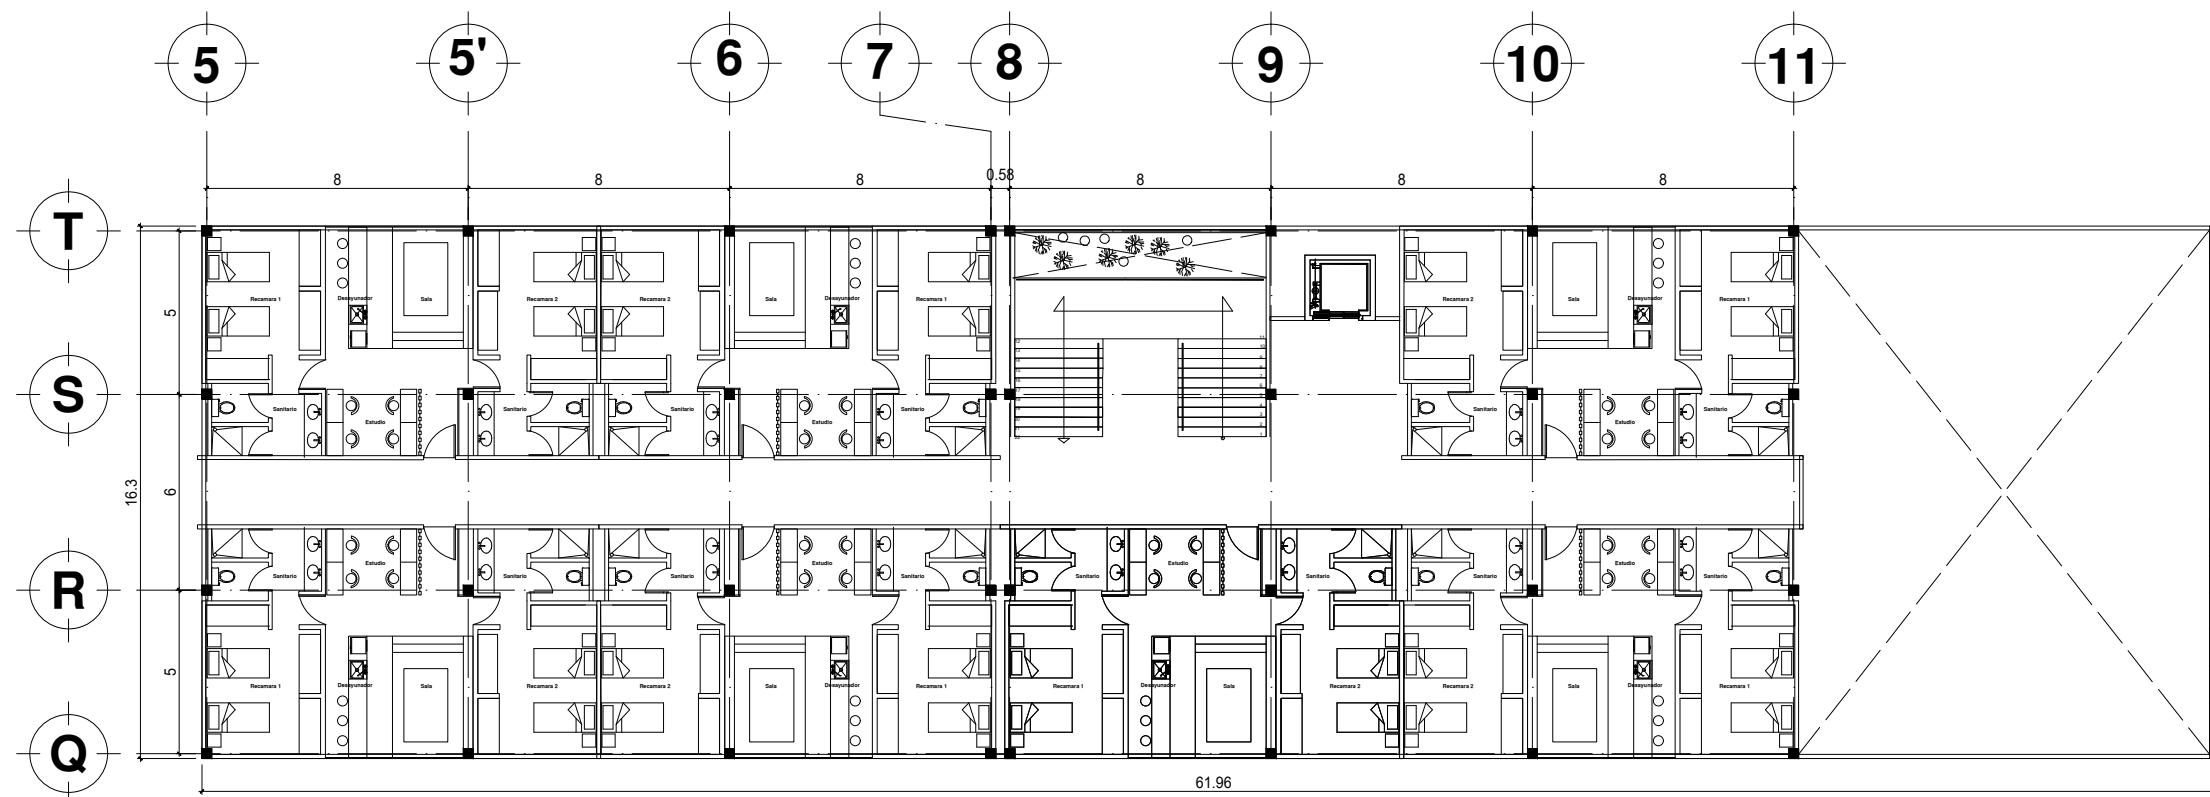 5 5' 6 7 8 9 10 11
8 8 8 0.58 8 8 8
T
Recamara 1 Desayunador Sala Recamara 2 Recamara 2 Sala Desayunador Recamara 1 Recamara 2 Sala Desayunador Recamara 1
5
S
Sanitario Estudio Sanitario Sanitario Estudio Sanitario Sanitario Estudio Sanitario
16.3
6
Sanitario Estudio Sanitario Sanitario Estudio Sanitario Sanitario Estudio Sanitario Sanitario Estudio Sanitario
R
5
Recamara 1 Desayunador Sala Recamara 2 Recamara 2 Sala Desayunador Recamara 1 Recamara 1 Desayunador Sala Recamara 2 Recamara 2 Sala Desayunador Recamara 1
Q
61.96